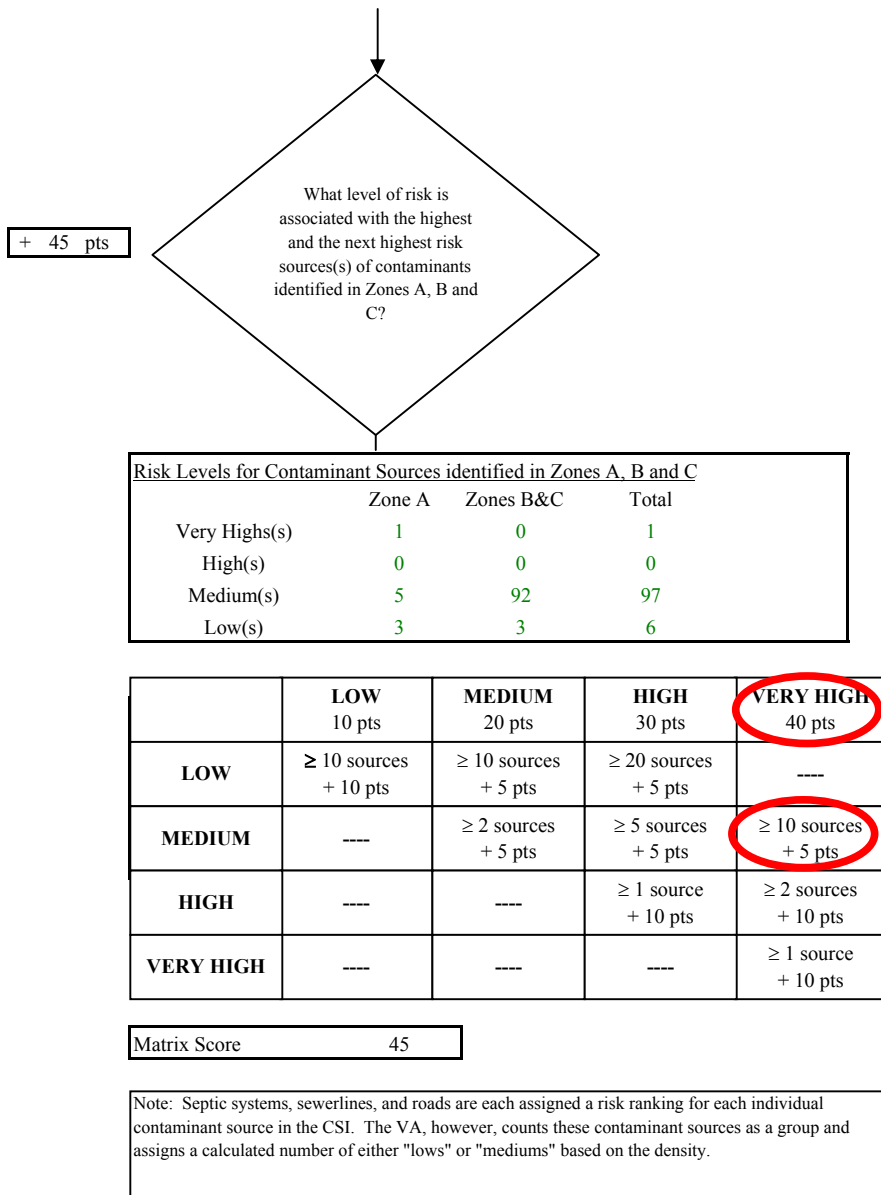 What level of risk is
associated with the highest
and the next highest risk
sources(s) of contaminants
identified in Zones A, B and
C?
+ 45 pts
Risk Levels for Contaminant Sources identified in Zones A, B and C
Zone A Zones B&C Total
Very Highs(s) 1 0 1
High(s) 0 0 0
Medium(s) 5 92 97
Low(s) 3 3 6
LOW MEDIUM HIGH VERY HIGH
10 pts 20 pts 30 pts 40 pts
LOW ≥ 10 sources ≥ 10 sources ≥ 20 sources ----
+ 10 pts + 5 pts + 5 pts
MEDIUM ---- ≥ 2 sources ≥ 5 sources ≥ 10 sources
+ 5 pts + 5 pts + 5 pts
HIGH ---- ---- ≥ 1 source ≥ 2 sources
+ 10 pts + 10 pts
VERY HIGH ---- ---- ---- ≥ 1 source
+ 10 pts
Matrix Score 45
Note: Septic systems, sewerlines, and roads are each assigned a risk ranking for each individual
contaminant source in the CSI. The VA, however, counts these contaminant sources as a group and
assigns a calculated number of either "lows" or "mediums" based on the density.